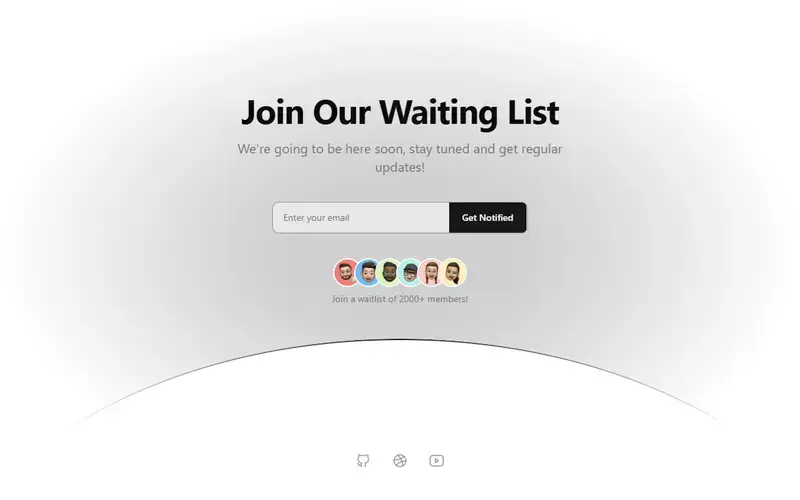 Join Our Waiting List
We're going to be here soon, stay tuned and get regular
updates!
Enter your email
Get Notified
Join a waitlist of 2000+ members!